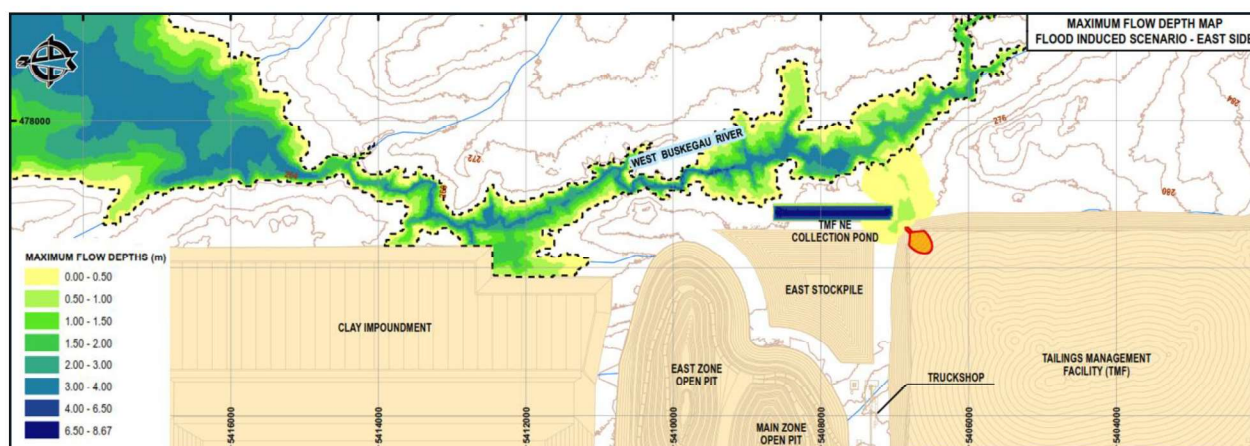 MAXIMUM FLOW DEPTH MAP
FLOOD INDUCED SCENARIO - EAST SIDE
284
478000
276
WEST BUSKEGAU RIVER
272
280
TMF NE
COLLECTION POND
MAXIMUM FLOW DEPTHS (m)
0.00 - 0.50
0.50 - 1.00
1.00 - 1.50
1.50 - 2.00
2.00 - 3.00
3.00 - 4.00
4.00 - 6.50
6.50 - 8.67
EAST STOCKPILE
CLAY IMPOUNDMENT
EAST ZONE
OPEN PIT
TAILINGS MANAGEMENT
FACILITY (TMF)
TRUCKSHOP
MAIN ZONE
OPEN PIT
5416000
5414000
5412000
5410000
5408000
5406000
5404000